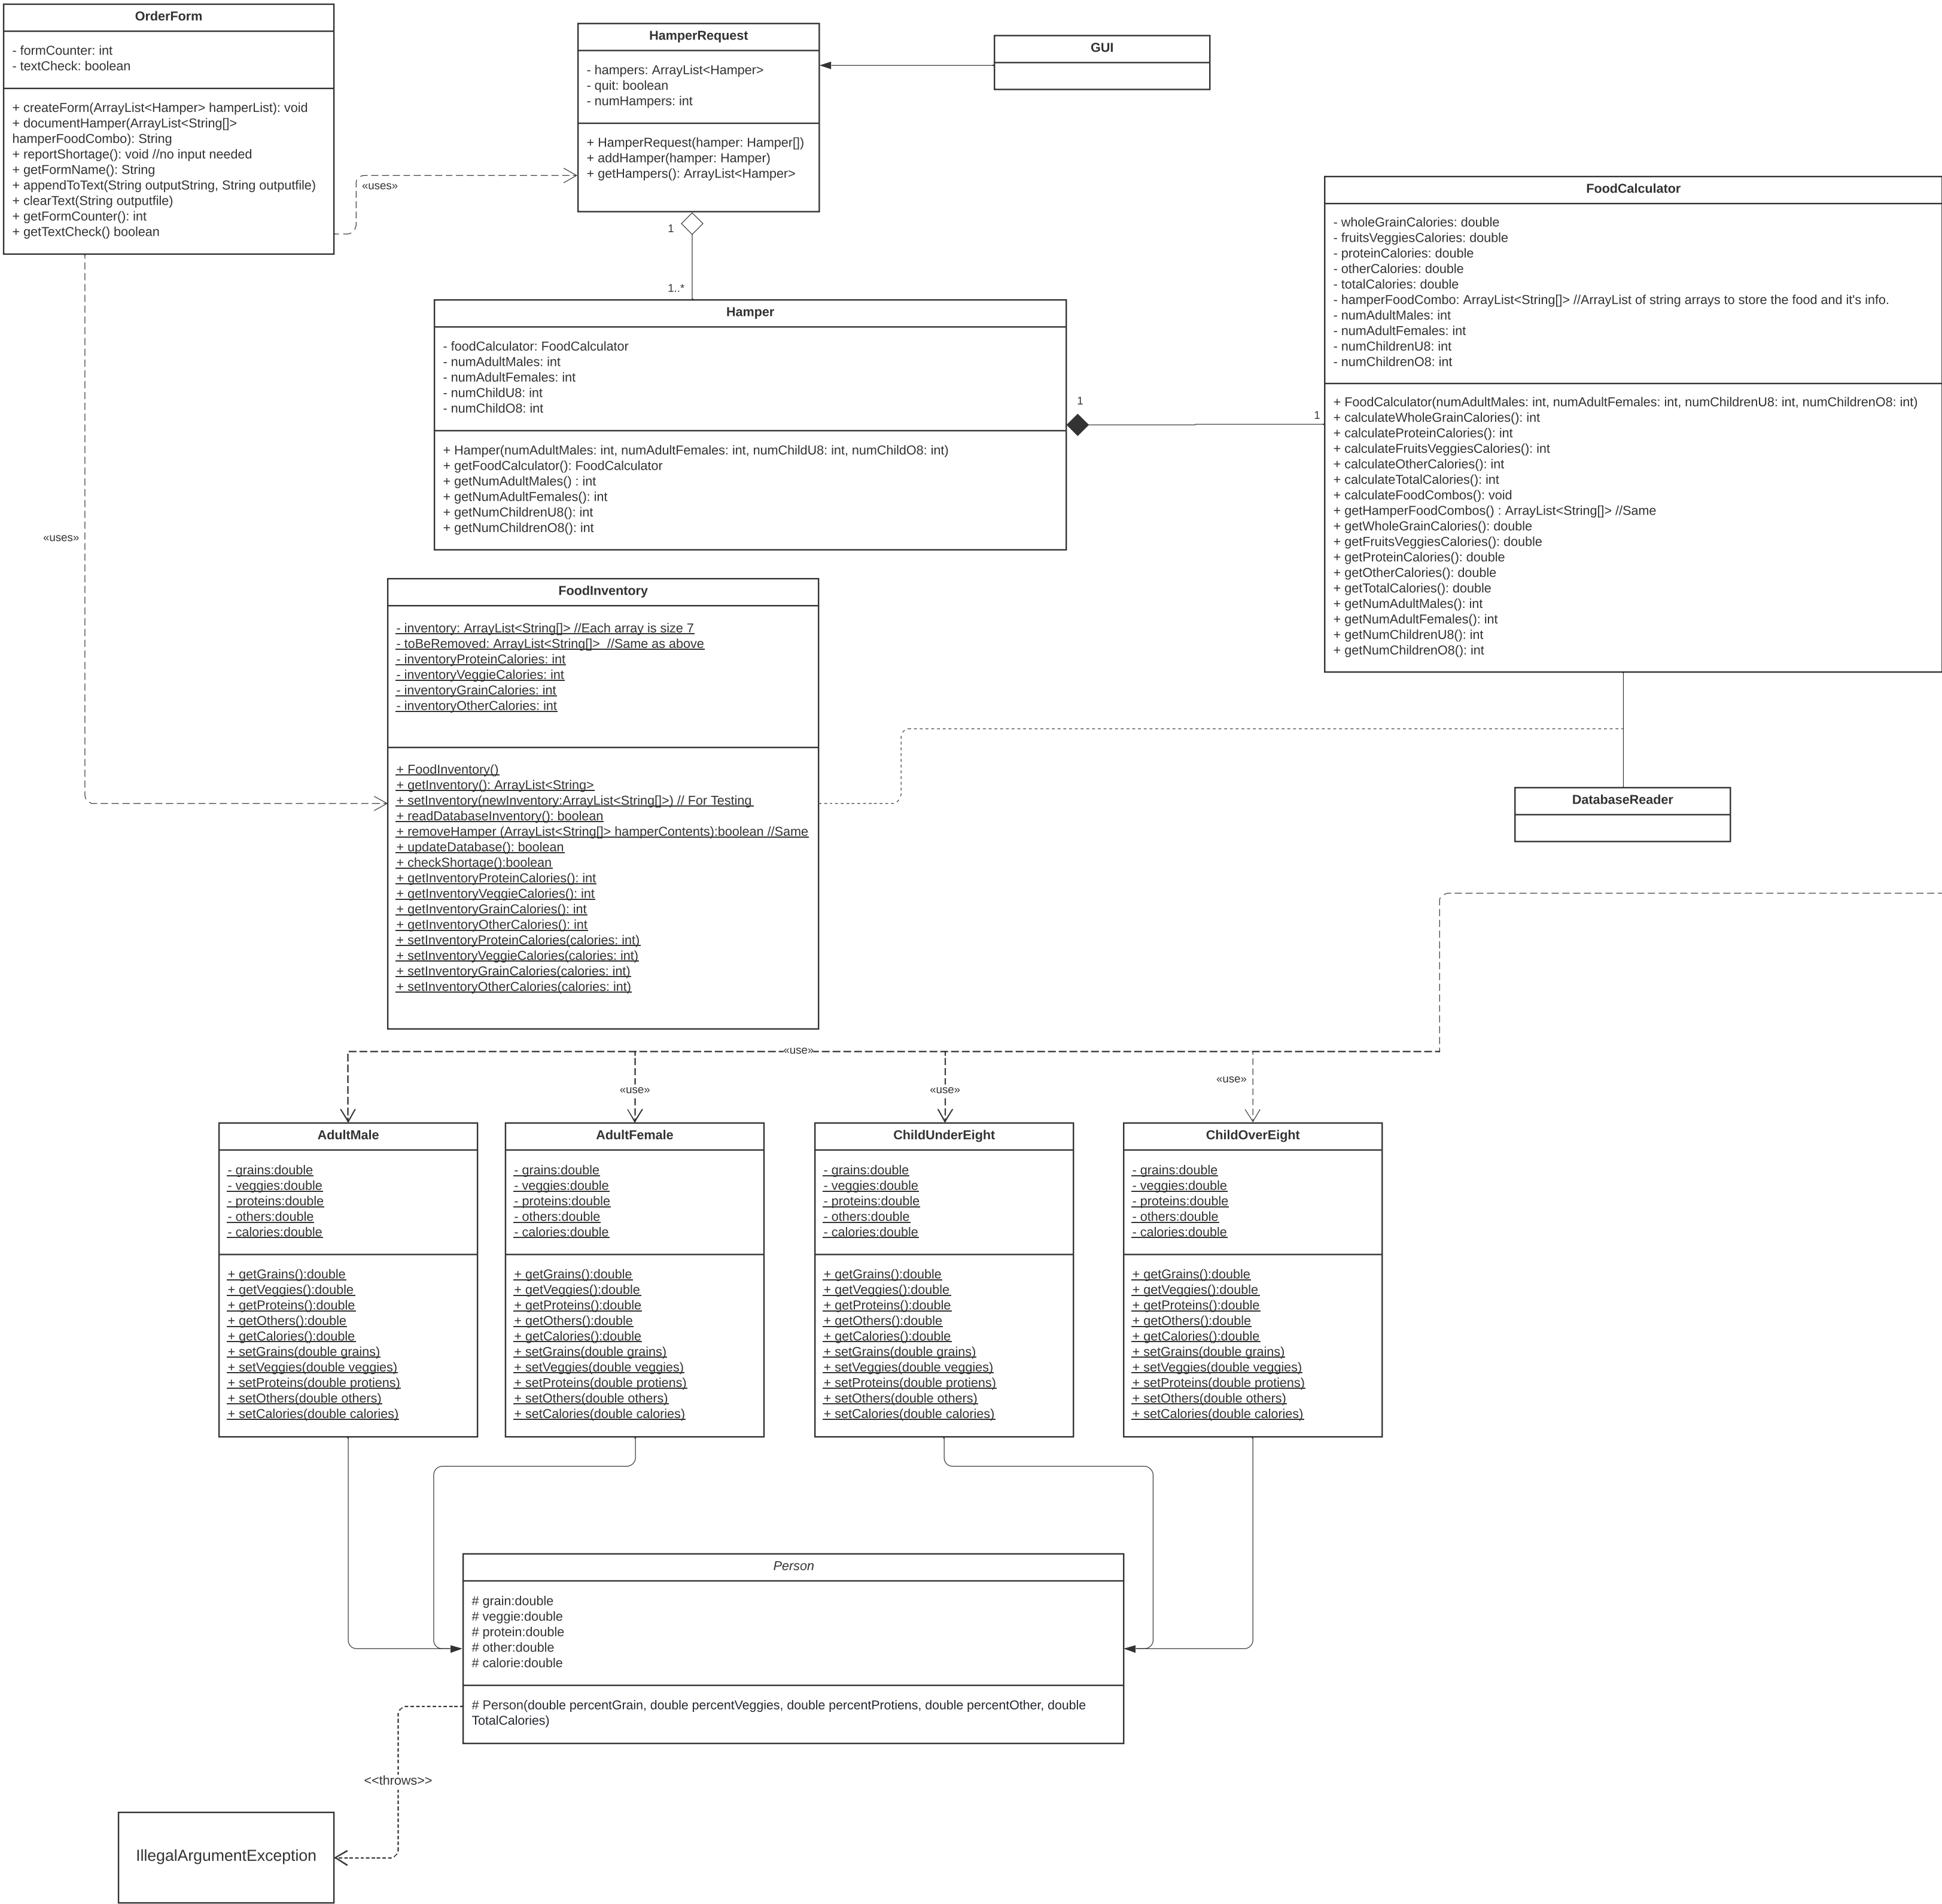 OrderForm
- formCounter: int
- textCheck: boolean
+ createForm(ArrayList<Hamper> hamperList): void
+ documentHamper(ArrayList<String[]>
hamperFoodCombo): String
+ reportShortage(): void //no input needed
+ getFormName(): String
+ appendToText(String outputString, String outputfile)
+ clearText(String outputfile)
+ getFormCounter: int
+ getTextCheck() boolean
«uses»
«uses»
HamperRequest
- hampers: ArrayList<Hamper>
- quit: boolean
- numHampers: int
+ HamperRequest(hamper: Hamper[])
+ addHamper(hamper: Hamper)
+ getHampers(): ArrayList<Hamper>
GUI
1
1..*
Hamper
- foodCalculator: FoodCalculator
- numAdultMales: int
- numAdultFemales: int
- numChildU8: int
- numChildO8: int
+ Hamper(numAdultMales: int, numAdultFemales: int, numChildU8: int, numChildO8: int)
+ getFoodCalculator(): FoodCalculator
+ getNumAdultMales() : int
+ getNumAdultFemales(): int
+ getNumChildrenU8(): int
+ getNumChildrenO8(): int
1
1
FoodCalculator
- wholeGrainCalories: double
- fruitsVeggiesCalories: double
- proteinCalories: double
- otherCalories: double
- totalCalories: double
- hamperFoodCombo: ArrayList<String[]> //ArrayList of string arrays to store the food and it's info.
- numAdultMales: int
- numAdultFemales: int
- numChildrenU8: int
- numChildrenO8: int
+ FoodCalculator(numAdultMales: int, numAdultFemales: int, numChildrenU8: int, numChildrenO8: int)
+ calculateWholeGrainCalories(): int
+ calculateProteinCalories(): int
+ calculateFruitsVeggiesCalories(): int
+ calculateOtherCalories(): int
+ calculateTotalCalories(): int
+ calculateFoodCombos(): void
+ getHamperFoodCombos() : ArrayList<String[]> //Same
+ getWholeGrainCalories(): double
+ getFruitsVeggiesCalories(): double
+ getProteinCalories(): double
+ getOtherCalories(): double
+ getTotalCalories(): double
+ getNumAdultMales(): int
+ getNumAdultFemales(): int
+ getNumChildrenU8(): int
+ getNumChildrenO8(): int
FoodInventory
- inventory: ArrayList<String[]> //Each array is size 7
- toBeRemoved: ArrayList<String[]>  //Same as above
- inventoryProteinCalories: int
- inventoryVeggieCalories: int
- inventoryGrainCalories: int
- inventoryOtherCalories: int
+ FoodInventory()
+ getInventory(): ArrayList<String>
+ setInventory(newInventory:ArrayList<String[]>) // For Testing
+ readDatabaseInventory(): boolean
+ removeHamper (ArrayList<String[]> hamperContents):boolean //Same
+ updateDatabase(): boolean
+ checkShortage():boolean
+ getInventoryProteinCalories(): int
+ getInventoryVeggieCalories(): int
+ getInventoryGrainCalories(): int
+ getInventoryOtherCalories(): int
+ setInventoryProteinCalories(calories: int)
+ setInventoryVeggieCalories(calories: int)
+ setInventoryGrainCalories(calories: int)
+ setInventoryOtherCalories(calories: int)
DatabaseReader
«use»
«use»
«use»
«use»
AdultMale
- grains:double
- veggies:double
- proteins:double
- others:double
- calories:double
+ getGrains():double
+ getVeggies():double
+ getProteins():double
+ getOthers():double
+ getCalories():double
+ setGrains(double grains)
+ setVeggies(double veggies)
+ setProteins(double protiens)
+ setOthers(double others)
+ setCalories(double calories)
AdultFemale
- grains:double
- veggies:double
- proteins:double
- others:double
- calories:double
+ getGrains():double
+ getVeggies():double
+ getProteins():double
+ getOthers():double
+ getCalories():double
+ setGrains(double grains)
+ setVeggies(double veggies)
+ setProteins(double protiens)
+ setOthers(double others)
+ setCalories(double calories)
ChildUnderEight
- grains:double
- veggies:double
- proteins:double
- others:double
- calories:double
+ getGrains():double
+ getVeggies():double
+ getProteins():double
+ getOthers():double
+ getCalories():double
+ setGrains(double grains)
+ setVeggies(double veggies)
+ setProteins(double protiens)
+ setOthers(double others)
+ setCalories(double calories)
ChildOverEight
- grains:double
- veggies:double
- proteins:double
- others:double
- calories:double
+ getGrains():double
+ getVeggies():double
+ getProteins():double
+ getOthers():double
+ getCalories():double
+ setGrains(double grains)
+ setVeggies(double veggies)
+ setProteins(double protiens)
+ setOthers(double others)
+ setCalories(double calories)
Person
# grain:double
# veggie:double
# protein:double
# other:double
# calorie:double
# Person(double percentGrain, double percentVeggies, double percentProtiens, double percentOther, double
TotalCalories)
<<throws>>
IllegalArgumentException